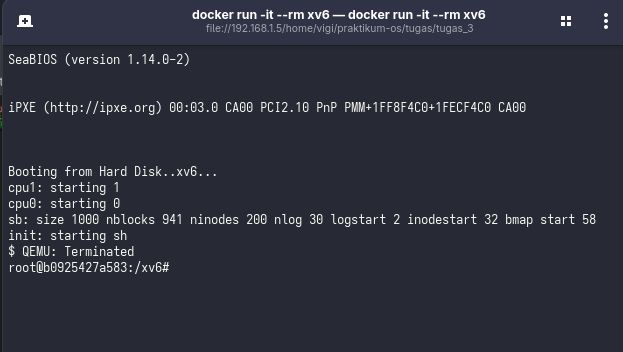 docker run -it --rm xv6 — docker run -it --rm xv6
file://192.168.1.5/home/vigi/praktikum-os/tugas/tugas_3
SeaBIOS (version 1.14.0-2)
iPXE (http://ipxe.org) 00:03.0 CA00 PCI2.10 PnP PMM+1FF8F4C0+1FECF4C0 CA00
Booting from Hard Disk..xv6...
cpu1: starting 1
cpu0: starting 0
sb: size 1000 nblocks 941 ninodes 200 nlog 30 logstart 2 inodestart 32 bmap start 58
init: starting sh
$ QEMU: Terminated
root@b0925427a583:/xv6#